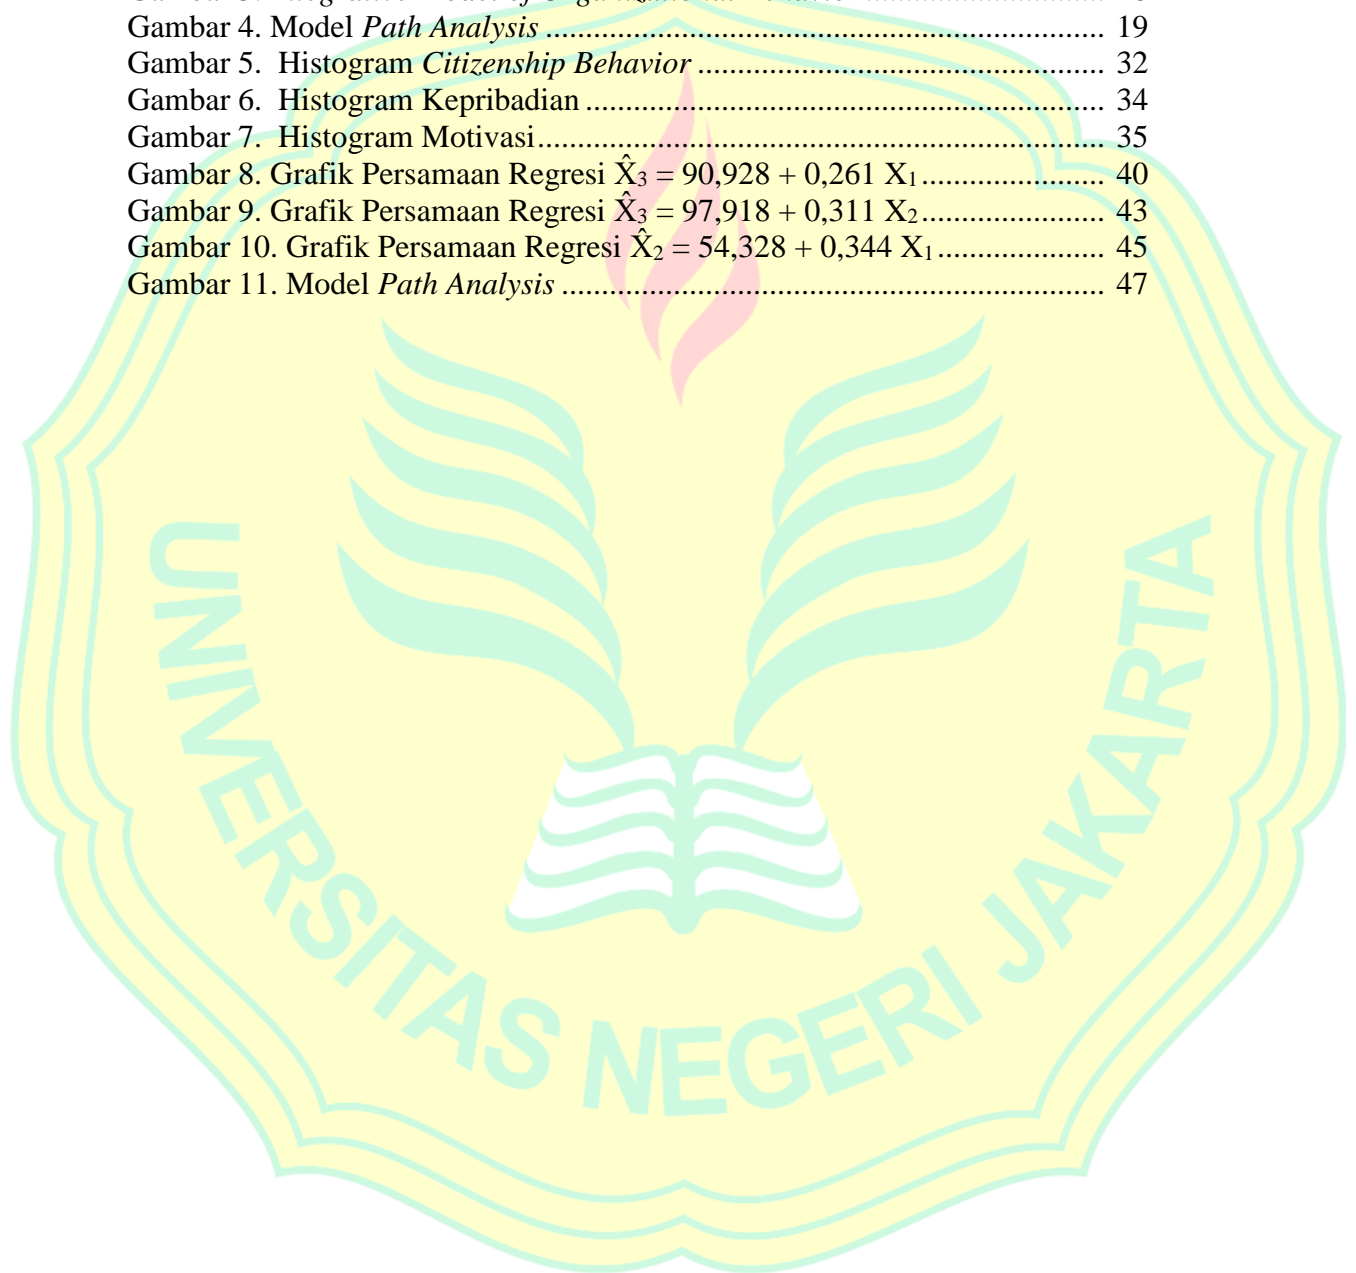 Gambar 4. Model Path Analysis ..................................................................... 19
Gambar 5.  Histogram Citizenship Behavior .................................................. 32
Gambar 6.  Histogram Kepribadian ................................................................ 34
Gambar 7.  Histogram Motivasi ...................................................................... 35
Gambar 8. Grafik Persamaan Regresi X̂₃ = 90,928 + 0,261 X₁ ...................... 40
Gambar 9. Grafik Persamaan Regresi X̂₃ = 97,918 + 0,311 X₂ ...................... 43
Gambar 10. Grafik Persamaan Regresi X̂₂ = 54,328 + 0,344 X₁ .................... 45
Gambar 11. Model Path Analysis ................................................................... 47
UNIVERSITAS NEGERI JAKARTA